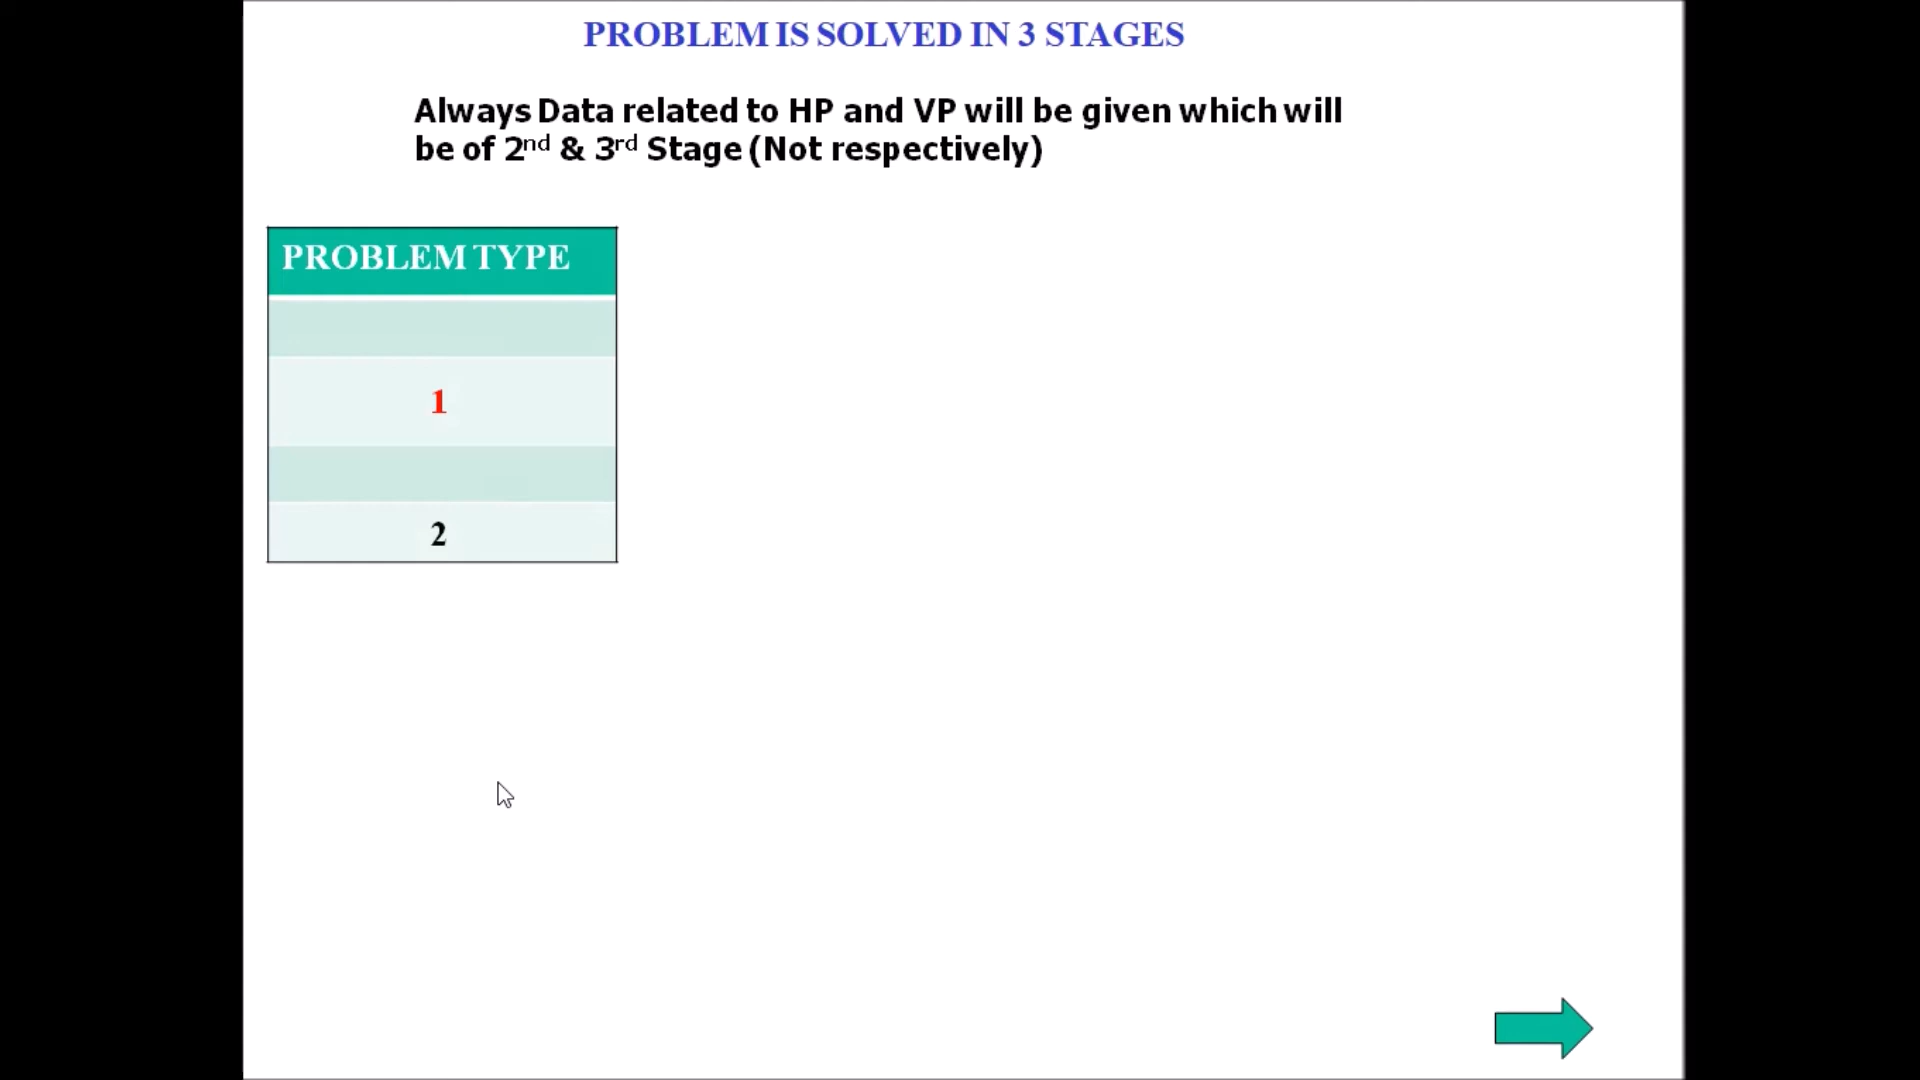 PROBLEM IS SOLVED IN 3 STAGES
Always Data related to HP and VP will be given which will
be of 2nd & 3rd Stage (Not respectively)
PROBLEM TYPE
1
2